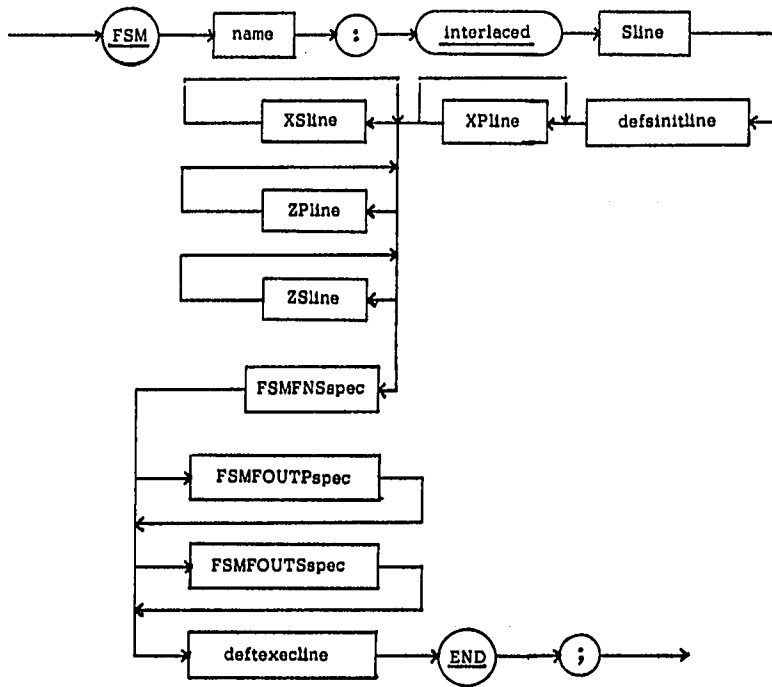 FSM name : interlaced Sline
XSline XPline defsinitline
ZPline
ZSline
FSMFNSspec
FSMFOUTPspec
FSMFOUTSspec
deftexecline END ;